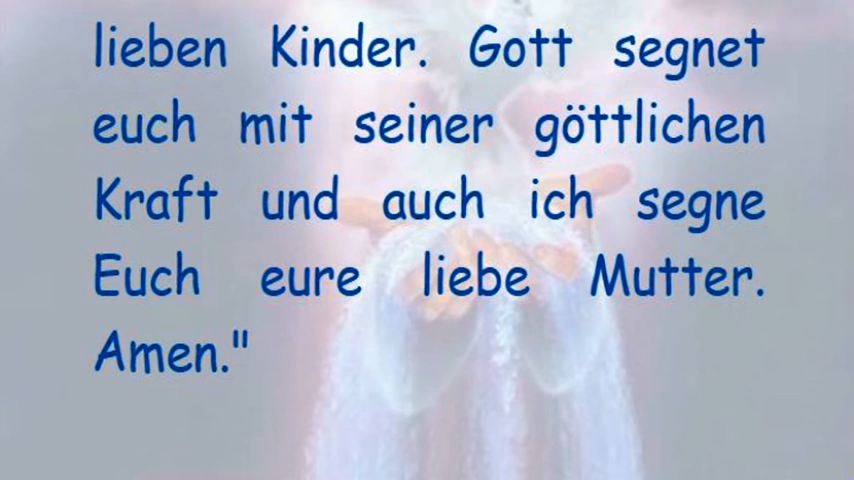 lieben Kinder. Gott segnet
euch mit seiner göttlichen
Kraft und auch ich segne
Euch eure liebe Mutter.
Amen."